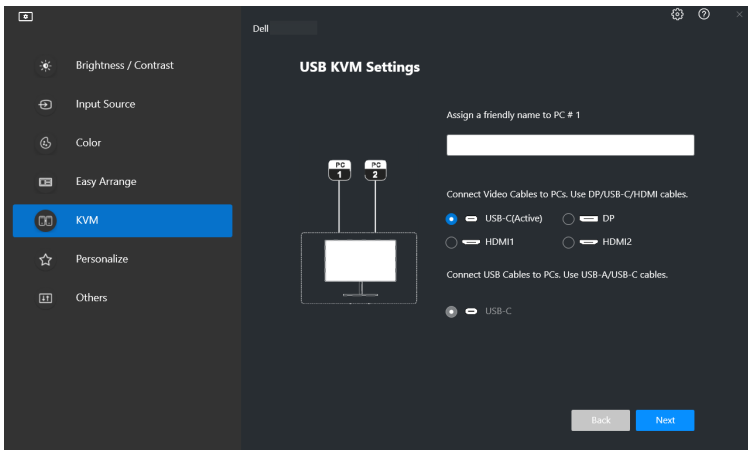 Dell
Brightness / Contrast
Input Source
Color
Easy Arrange
KVM
Personalize
Others
USB KVM Settings
PC
1
PC
2
Assign a friendly name to PC # 1
Connect Video Cables to PCs. Use DP/USB-C/HDMI cables.
USB-C(Active)
DP
HDMI1
HDMI2
Connect USB Cables to PCs. Use USB-A/USB-C cables.
USB-C
Back
Next